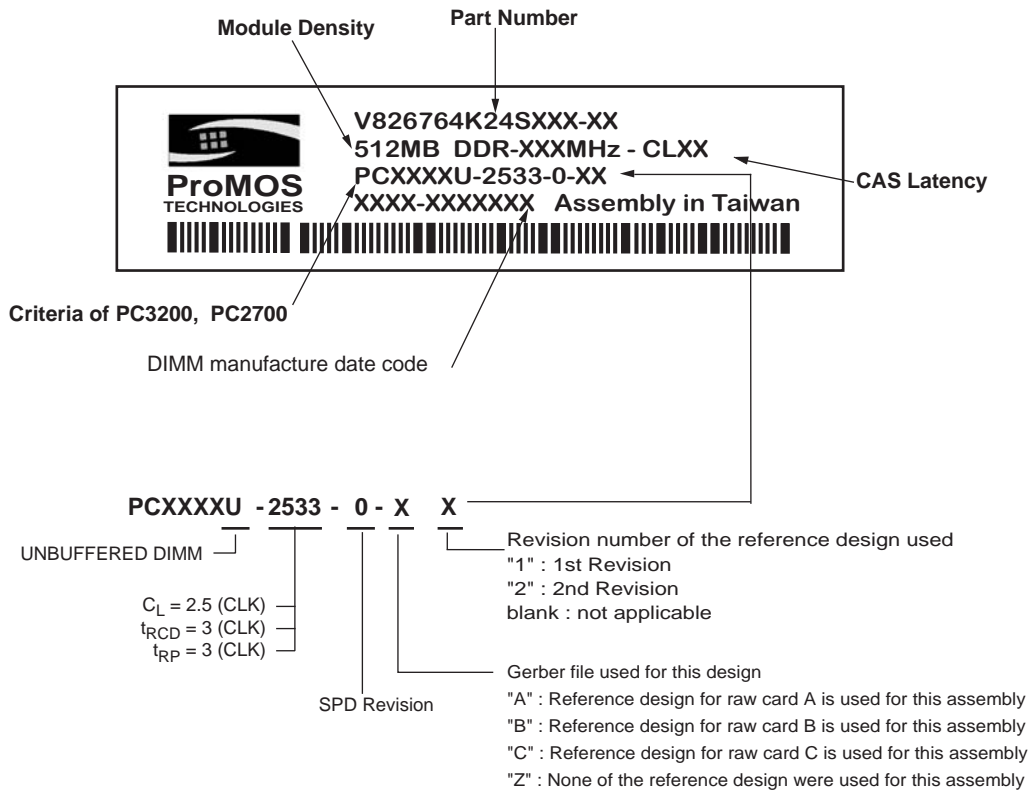 Part Number
Module Density
V826764K24SXXX-XX
512MB DDR-XXXMHz - CLXX
PCXXXXU-2533-0-XX
XXXX-XXXXXXX Assembly in Taiwan
ProMOS
TECHNOLOGIES
CAS Latency
Criteria of PC3200, PC2700
DIMM manufacture date code
PCXXXXU - 2533 - 0 - X X
UNBUFFERED DIMM
CL = 2.5 (CLK)
tRCD = 3 (CLK)
tRP = 3 (CLK)
SPD Revision
Revision number of the reference design used
"1" : 1st Revision
"2" : 2nd Revision
blank : not applicable
Gerber file used for this design
"A" : Reference design for raw card A is used for this assembly
"B" : Reference design for raw card B is used for this assembly
"C" : Reference design for raw card C is used for this assembly
"Z" : None of the reference design were used for this assembly